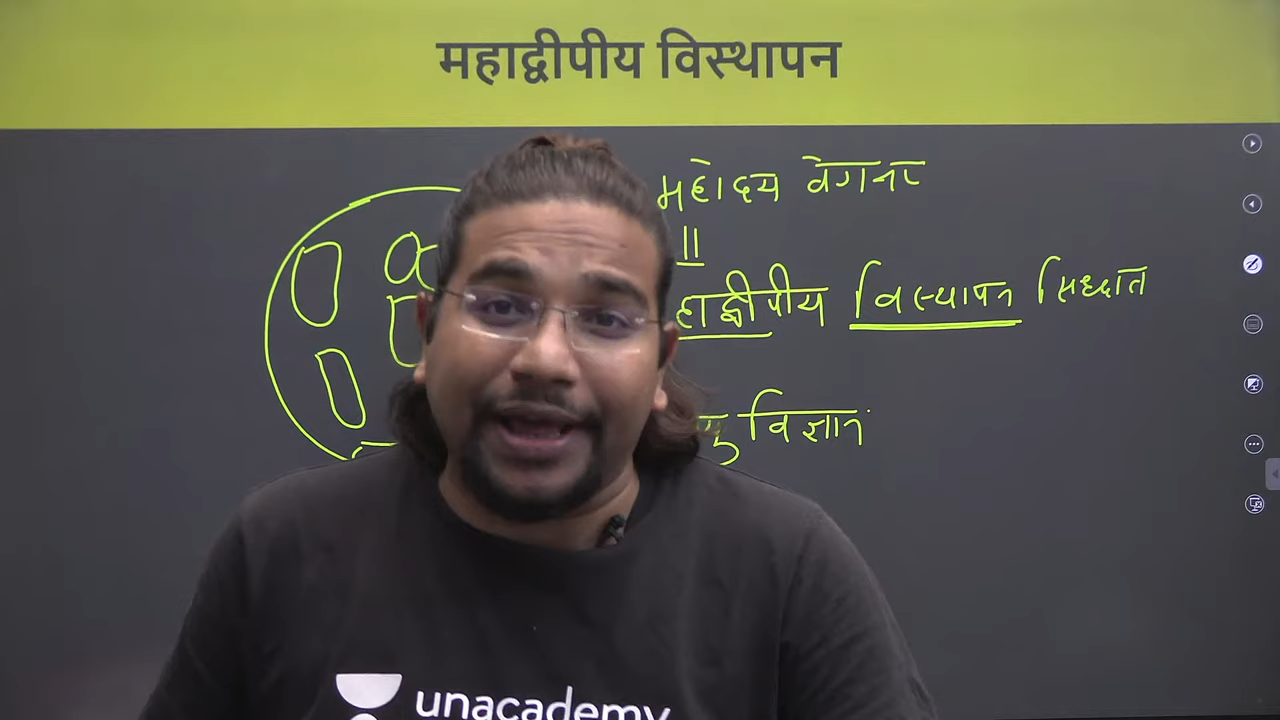 महाद्वीपीय विस्थापन
महोदय वेगनर
॥
हाद्वीपीय विस्थापन सिध्दांत
विज्ञान
unacademy